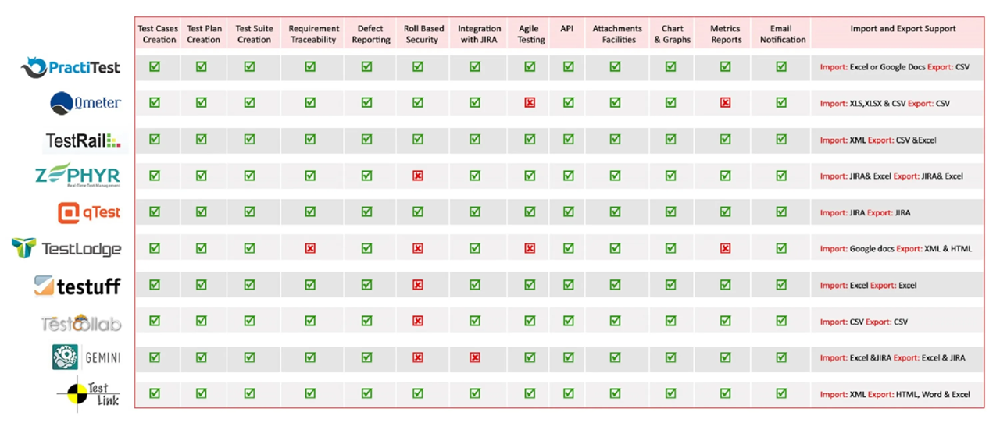 Test Cases Creation Test Plan Creation Test Suite Creation Requirement Traceability Defect Reporting Roll Based Security Integration with JIRA Agile Testing API Attachments Facilities Chart & Graphs Metrics Reports Email Notification Import and Export Support
PractiTest Import: Excel or Google Docs Export: CSV
Qmeter Import: XLS,XLSX & CSV Export: CSV
TestRail Import: XML Export: CSV &Excel
ZEPHYR Import: JIRA& Excel Export: JIRA& Excel
Real-Time Test Management
qTest Import: JIRA Export: JIRA
TestLodge Import: Google docs Export: XML & HTML
testuff Import: Excel Export: Excel
TestCollab Import: CSV Export: CSV
GEMINI Import: Excel &JIRA Export: Excel & JIRA
Test Link Import: XML Export: HTML, Word & Excel